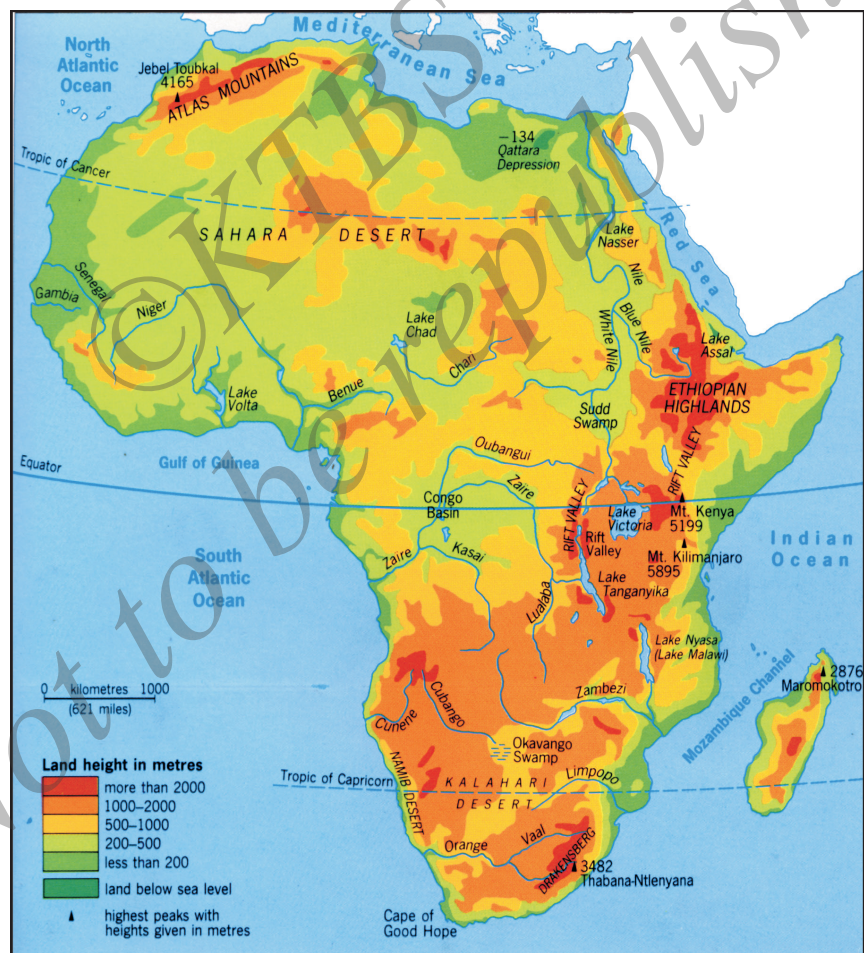 Mediterranean Sea
North
Atlantic
Ocean
Jebel Toubkal
4165
ATLAS MOUNTAINS
–134
Qattara
Depression
Tropic of Cancer
SAHARA DESERT
Lake
Nasser
Red Sea
Nile
Senegal
Gambia
Niger
Lake
Chad
Chari
White Nile
Blue Nile
Lake
Assal
ETHIOPIAN
HIGHLANDS
Lake
Volta
Benue
Sudd
Swamp
Oubangui
Equator
Gulf of Guinea
RIFT VALLEY
Zaire
Congo
Basin
RIFT VALLEY
Lake
Victoria
Mt. Kenya
5199
Rift
Valley
Mt. Kilimanjaro
5895
Indian
Ocean
South
Atlantic
Ocean
Zaire
Kasai
Lualaba
Lake
Tanganyika
Lake Nyasa
(Lake Malawi)
2876
Maromokotro
0 kilometres 1000
(621 miles)
Zambezi
Mozambique Channel
Cunene
Cubango
Okavango
Swamp
Land height in metres
more than 2000
1000–2000
500–1000
200–500
less than 200
land below sea level
highest peaks with
heights given in metres
Tropic of Capricorn
NAMIB DESERT
KALAHARI
DESERT
Limpopo
Orange
Vaal
DRAKENSBERG
3482
Thabana-Ntlenyana
Cape of
Good Hope
©KTBS
Not to be republish